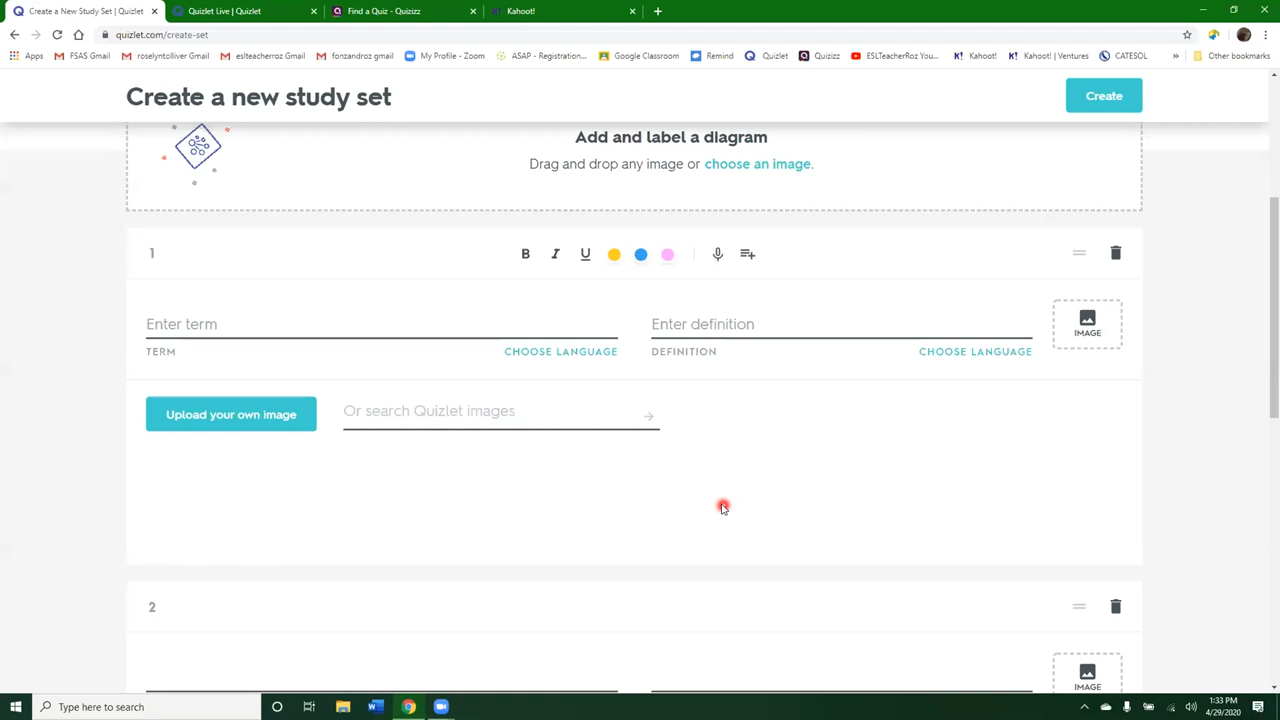 Create a New Study Set | Quizlet
Quizlet Live | Quizlet
Find a Quiz - Quizizz
Kahoot!
quizlet.com/create-set
Apps
FSAS Gmail
roselyntolliver Gmail
eslteacherroz Gmail
fonzandroz gmail
My Profile - Zoom
ASAP - Registration...
Google Classroom
Remind
Quizlet
Quizizz
ESLTeacherRoz You...
Kahoot!
Kahoot! | Ventures
CATESOL
»
Other bookmarks
Create a new study set
Create
Add and label a diagram
Drag and drop any image or choose an image.
1
B I U
Enter term
Enter definition
IMAGE
TERM
CHOOSE LANGUAGE
DEFINITION
CHOOSE LANGUAGE
Upload your own image
Or search Quizlet images
2
IMAGE
Type here to search
1:33 PM
4/29/2020